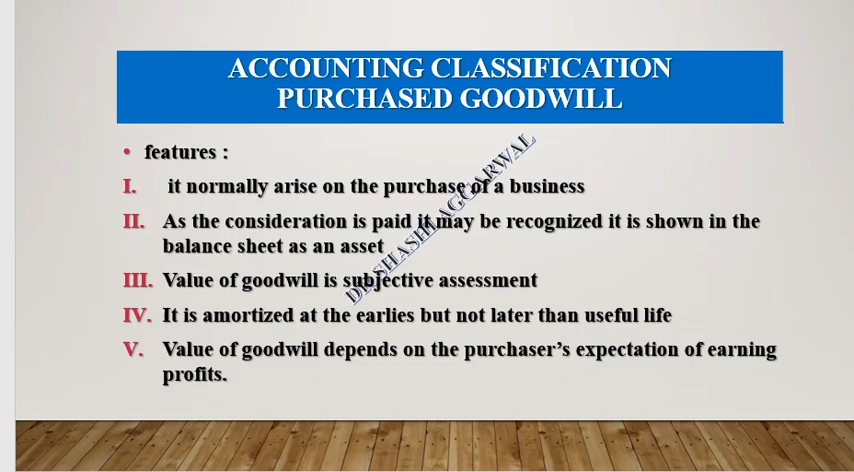 ACCOUNTING CLASSIFICATION
PURCHASED GOODWILL
• features :
I. it normally arise on the purchase of a business
II. As the consideration is paid it may be recognized it is shown in the
balance sheet as an asset
III. Value of goodwill is subjective assessment
IV. It is amortized at the earlies but not later than useful life
V. Value of goodwill depends on the purchaser's expectation of earning
profits.
DR SHASHI AGGARWAL